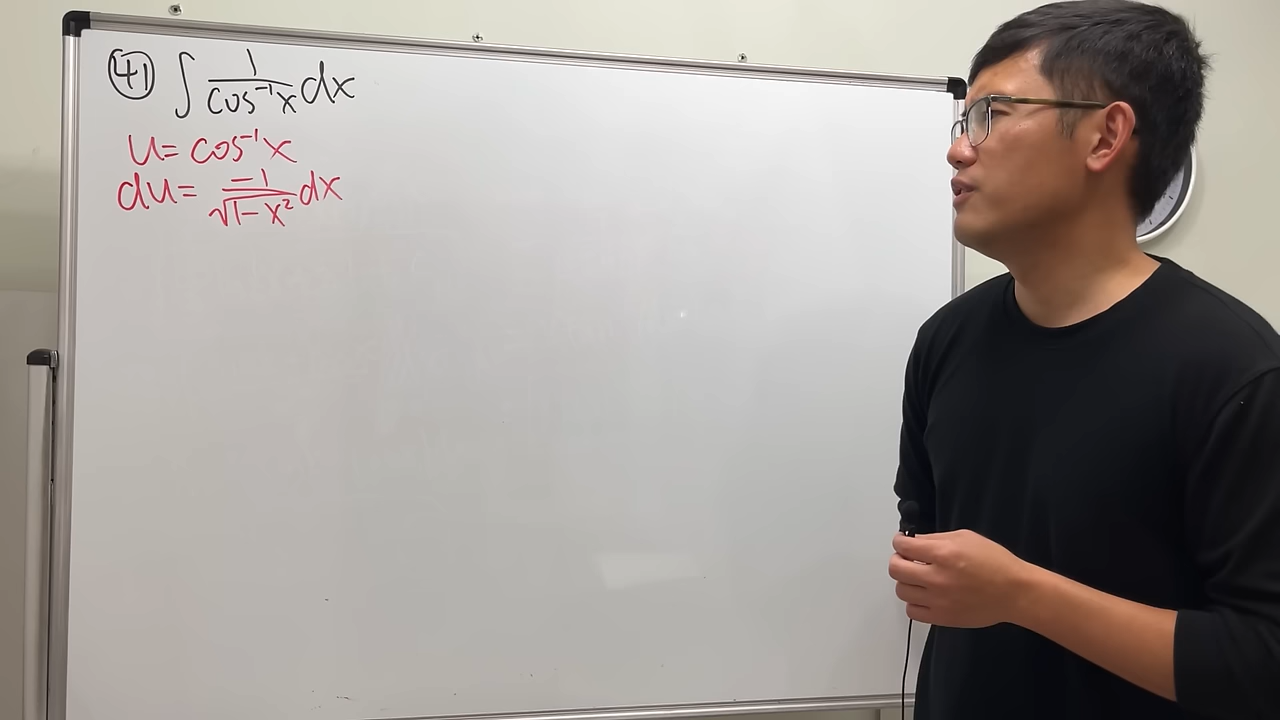 ㊶ ∫ 1/(cos⁻¹x) dx
u = cos⁻¹x
du = -1/√(1-x²) dx